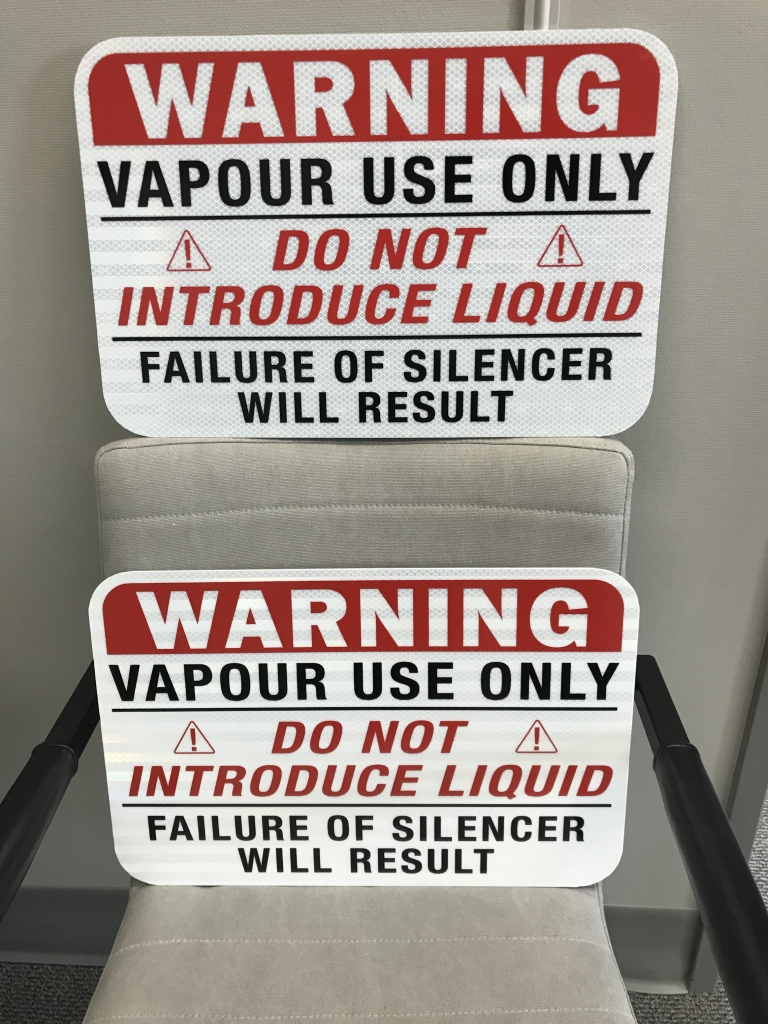 WARNING
VAPOUR USE ONLY
DO NOT
INTRODUCE LIQUID
FAILURE OF SILENCER
WILL RESULT
WARNING
VAPOUR USE ONLY
DO NOT
INTRODUCE LIQUID
FAILURE OF SILENCER
WILL RESULT